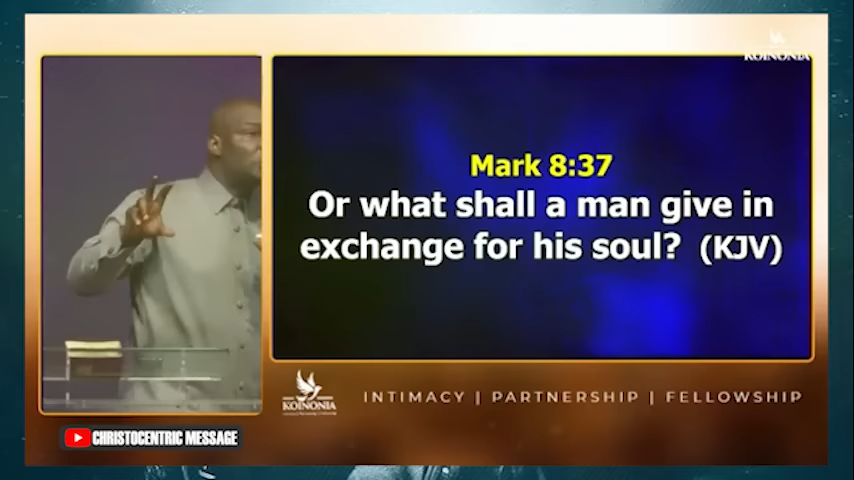 KOINONIA
Mark 8:37
Or what shall a man give in
exchange for his soul? (KJV)
KOINONIA
INTIMACY | PARTNERSHIP | FELLOWSHIP
CHRISTOCENTRIC MESSAGE